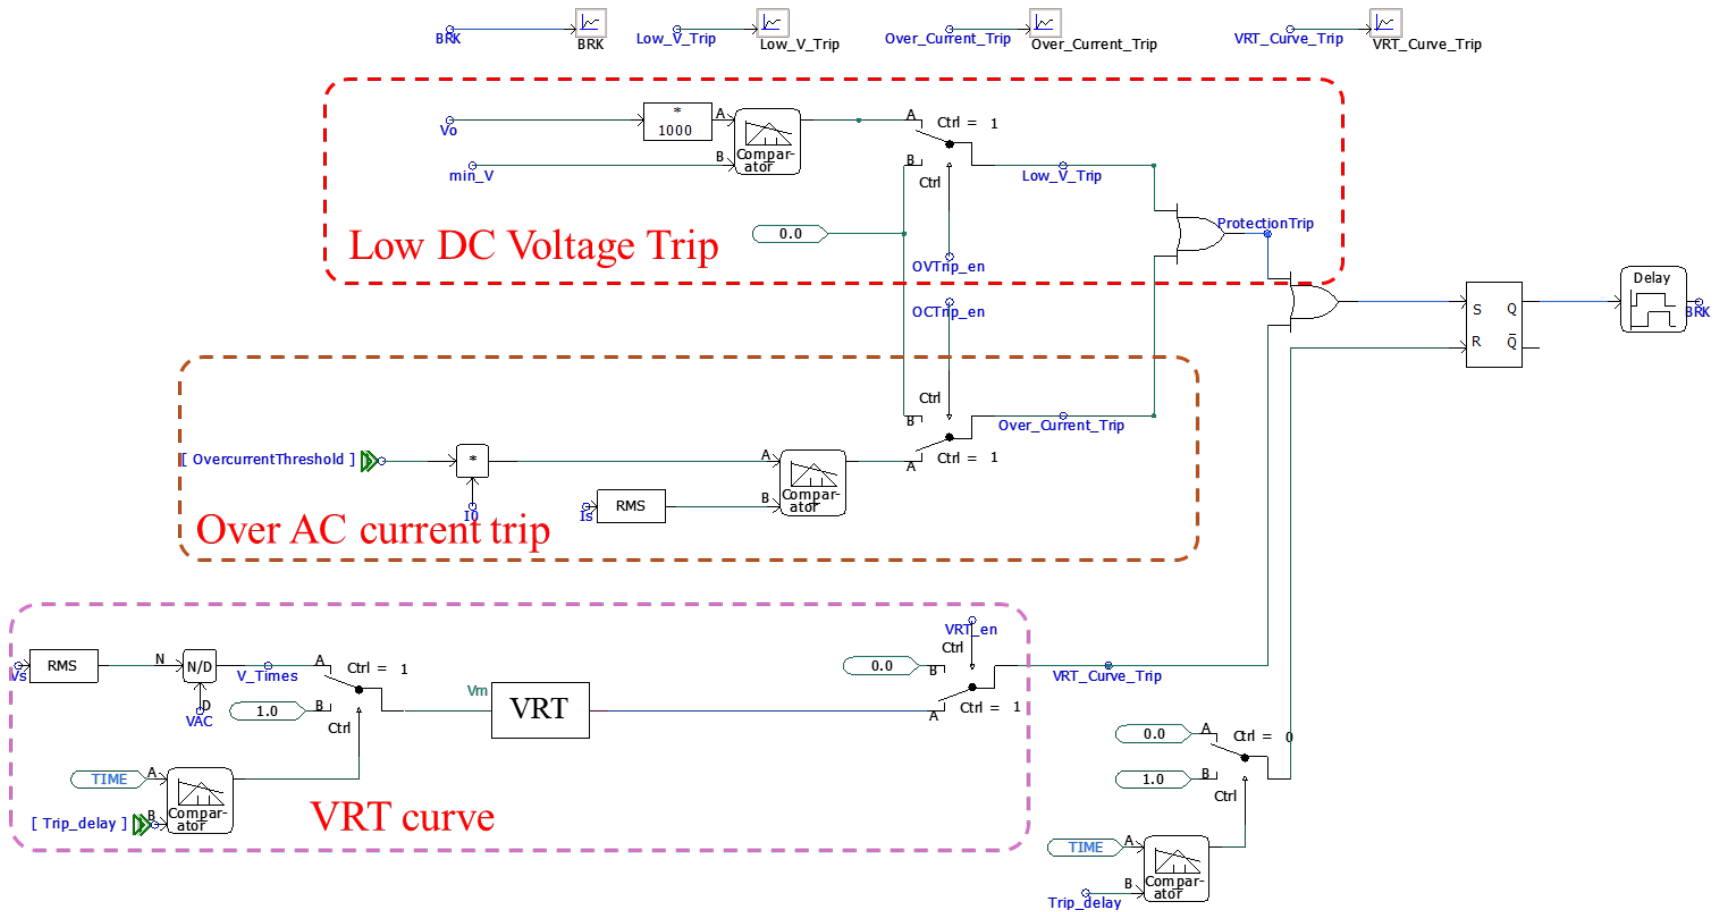 BRK
BRK
Low_V_Trip
Low_V_Trip
Over_Current_Trip
Over_Current_Trip
VRT_Curve_Trip
VRT_Curve_Trip
Vo
*
1000
A
B
Compar-
ator
min_V
A
Ctrl = 1
B
Ctrl
Low_V_Trip
0.0
Low DC Voltage Trip
OVTrip_en
ProtectionTrip
OCTrip_en
S Q
R Q
Delay
BRK
Ctrl
B
Over_Current_Trip
A
Ctrl = 1
[ OvercurrentThreshold ]
*
I0
A
B
Compar-
ator
Is
RMS
Over AC current trip
VRT_en
Ctrl
0.0
B
A
Ctrl = 1
VRT_Curve_Trip
Vs
RMS
N
N/D
D
VAC
V_Times
A
Ctrl = 1
1.0
B
Ctrl
Vm
VRT
TIME
A
B
Compar-
ator
[ Trip_delay ]
VRT curve
0.0
A
Ctrl = 0
1.0
B
Ctrl
TIME
A
B
Compar-
ator
Trip_delay